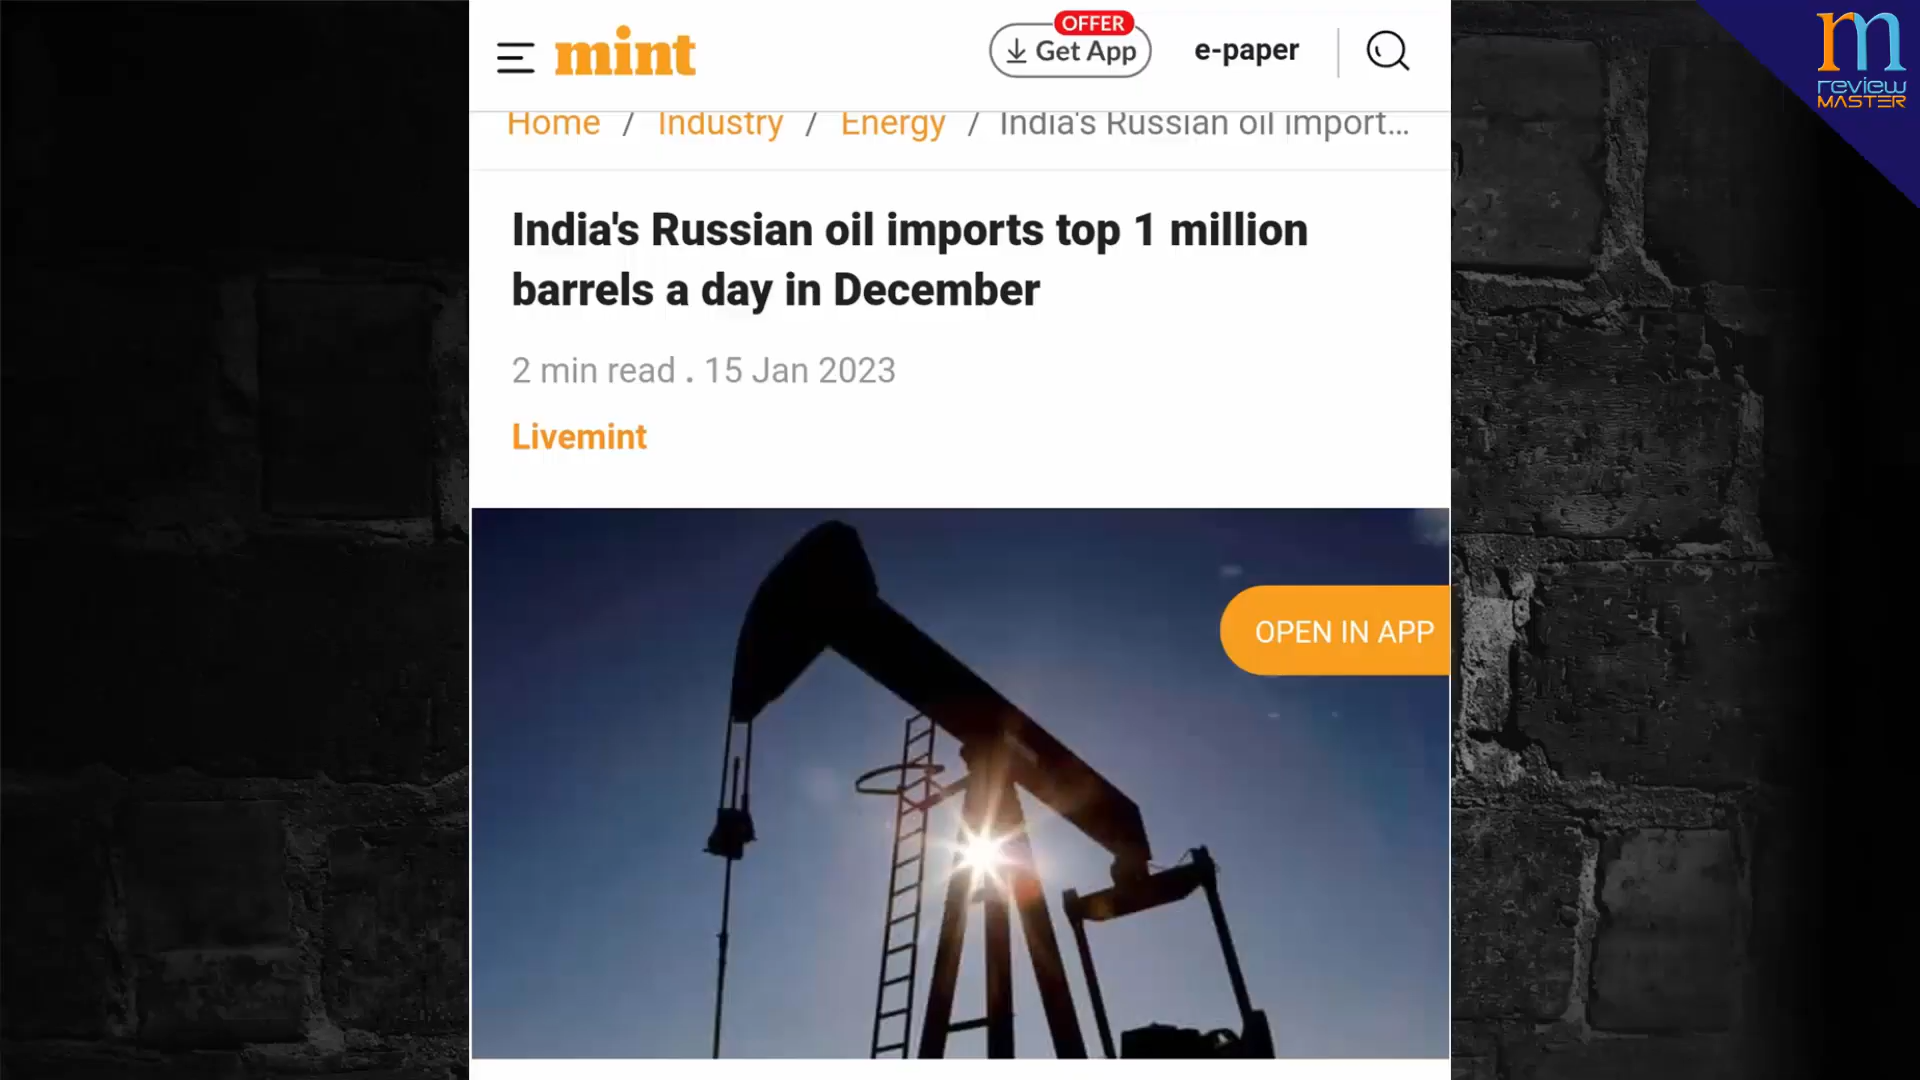 OFFER
mint
Get App
e-paper
Home / Industry / Energy / India's Russian oil import...
India's Russian oil imports top 1 million
barrels a day in December
2 min read . 15 Jan 2023
Livemint
OPEN IN APP
rm
review
MASTER